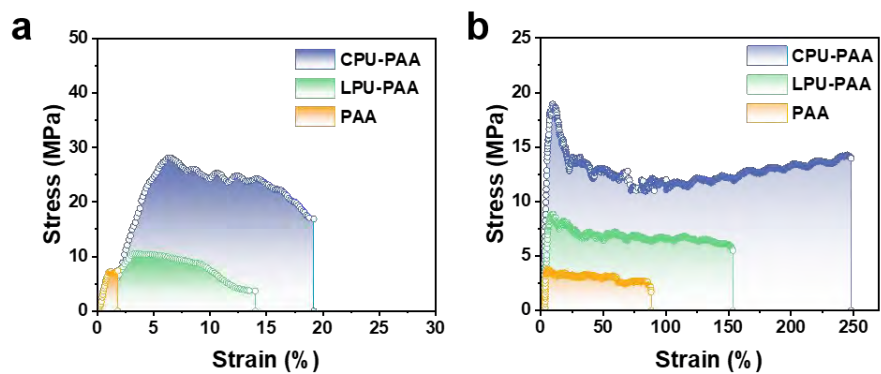 a
50
40
30
20
10
0
0 5 10 15 20 25 30
Stress (MPa)
Strain (%)
CPU-PAA
LPU-PAA
PAA
b
25
20
15
10
5
0
0 50 100 150 200 250
Stress (MPa)
Strain (%)
CPU-PAA
LPU-PAA
PAA